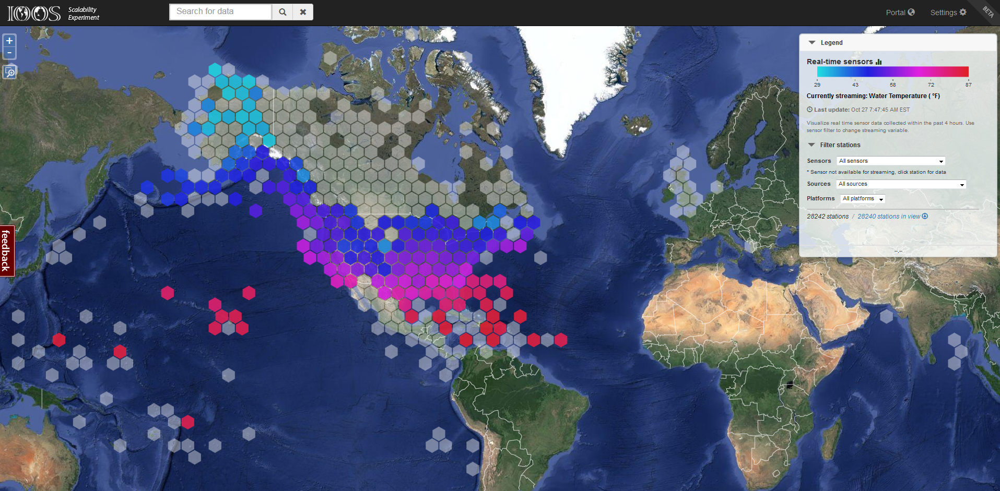 IOOS
Scalability
Experiment
Search for data
Portal
Settings
BETA
+
-
Legend
Real-time sensors
29 43 58 72 87
Currently streaming: Water Temperature ( °F)
Last update: Oct 27 7:47:45 AM EST
Visualize real time sensor data collected within the past 4 hours. Use
sensor filter to change streaming variable.
Filter stations
Sensors All sensors
* Sensor not available for streaming, click station for data
Sources All sources
Platforms All platforms
28242 stations / 28240 stations in view
--.--
feedback